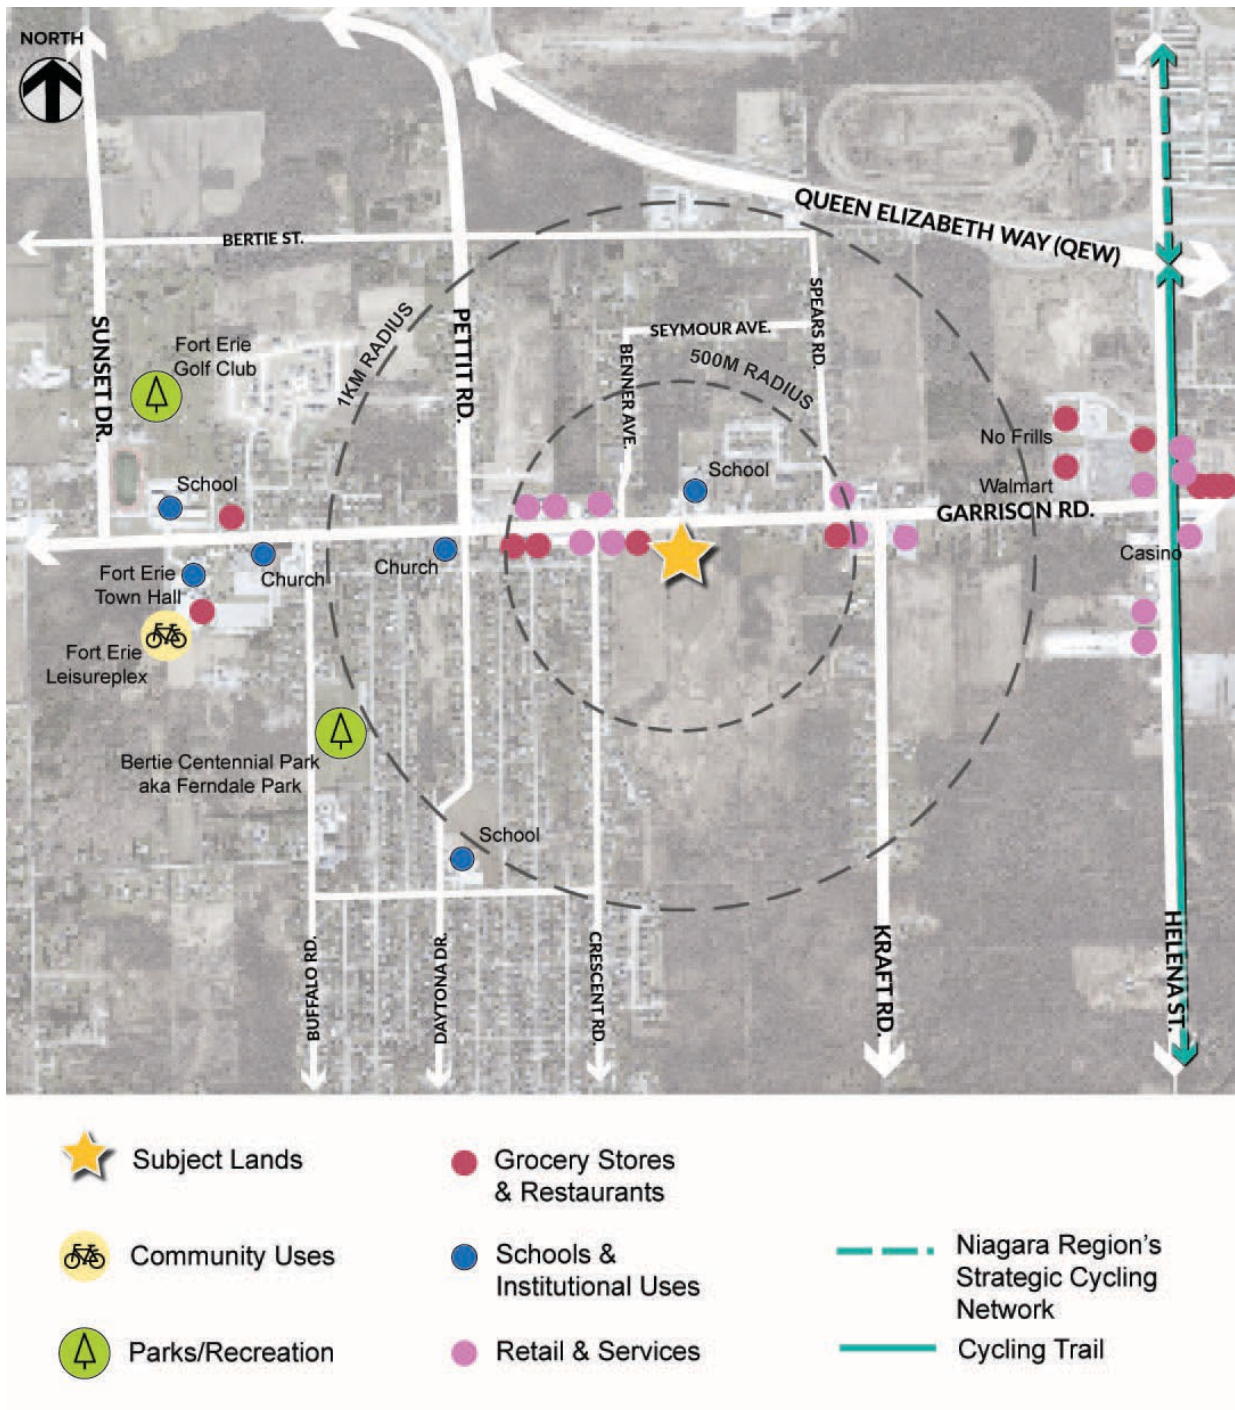 NORTH
QUEEN ELIZABETH WAY (QEW)
BERTIE ST.
SUNSET DR.
PETTIT RD.
SPEARS RD.
SEYMOUR AVE.
BENNER AVE.
1KM RADIUS
500M RADIUS
Fort Erie
Golf Club
School
School
No Frills
Walmart
GARRISON RD.
Casino
Church
Church
Fort Erie
Town Hall
Fort Erie
Leisureplex
Bertie Centennial Park
aka Ferndale Park
School
BUFFALO RD.
DAYTONA DR.
CRESCENT RD.
KRAFT RD.
HELENA ST.
Subject Lands
Community Uses
Parks/Recreation
Grocery Stores
& Restaurants
Schools &
Institutional Uses
Retail & Services
Niagara Region's
Strategic Cycling
Network
Cycling Trail